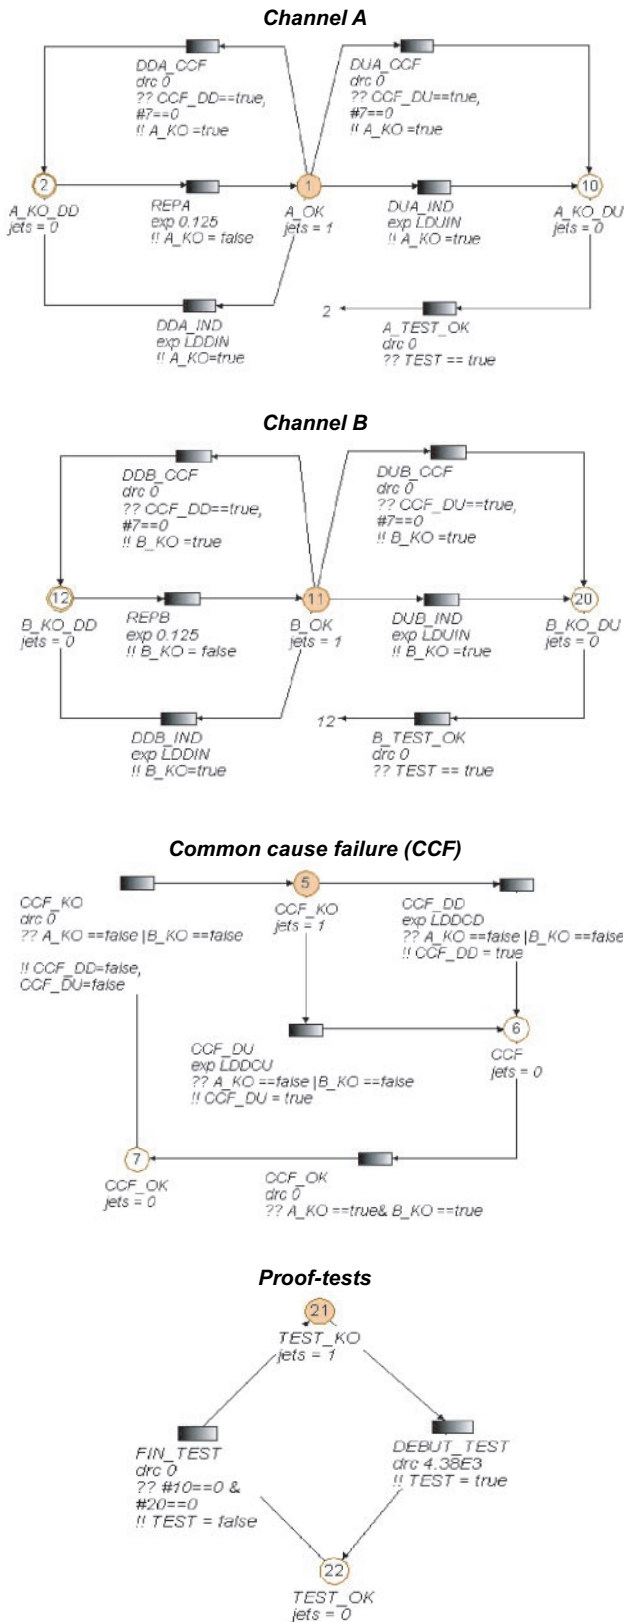 Channel A
DDA_CCF
drc 0
?? CCF_DD==true,
#7==0
!! A_KO =true
DUA_CCF
drc 0
?? CCF_DU==true,
#7==0
!! A_KO =true
2
A_KO_DD
jets = 0
REPA
exp 0.125
!! A_KO = false
1
A_OK
jets = 1
DUA_IND
exp LDUIN
!! A_KO =true
10
A_KO_DU
jets = 0
DDA_IND
exp LDDIN
!! A_KO=true
2
A_TEST_OK
drc 0
?? TEST == true
Channel B
DDB_CCF
drc 0
?? CCF_DD==true,
#7==0
!! B_KO =true
DUB_CCF
drc 0
?? CCF_DU==true,
#7==0
!! B_KO =true
12
B_KO_DD
jets = 0
REPB
exp 0.125
!! B_KO = false
11
B_OK
jets = 1
DUB_IND
exp LDUIN
!! B_KO =true
20
B_KO_DU
jets = 0
DDB_IND
exp LDDIN
!! B_KO=true
12
B_TEST_OK
drc 0
?? TEST == true
Common cause failure (CCF)
CCF_KO
drc 0
?? A_KO ==false | B_KO ==false
!! CCF_DD=false,
CCF_DU=false
5
CCF_KO
jets = 1
CCF_DD
exp LDDCD
?? A_KO ==false | B_KO ==false
!! CCF_DD = true
CCF_DU
exp LDDCU
?? A_KO ==false | B_KO ==false
!! CCF_DU = true
6
CCF
jets = 0
7
CCF_OK
jets = 0
CCF_OK
drc 0
?? A_KO ==true& B_KO ==true
Proof-tests
21
TEST_KO
jets = 1
FIN_TEST
drc 0
?? #10==0 &
#20==0
!! TEST = false
DEBUT_TEST
drc 4.38E3
!! TEST = true
22
TEST_OK
jets = 0